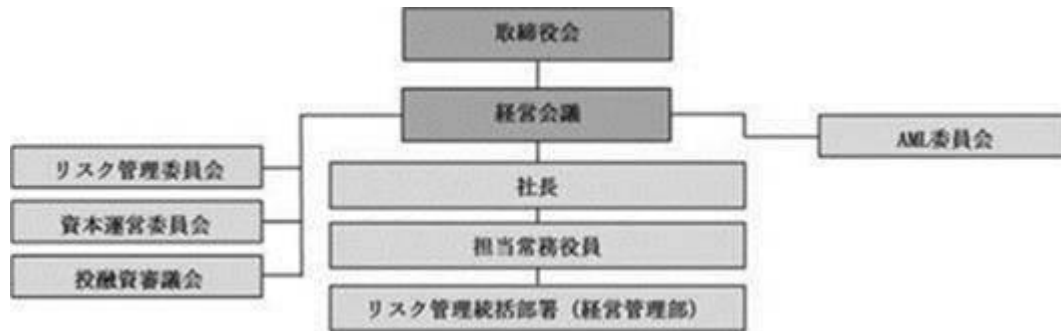 取締役会
経営会議
AML委員会
リスク管理委員会
社長
資本運営委員会
担当常務役員
投融資審議会
リスク管理統括部署（経営管理部）